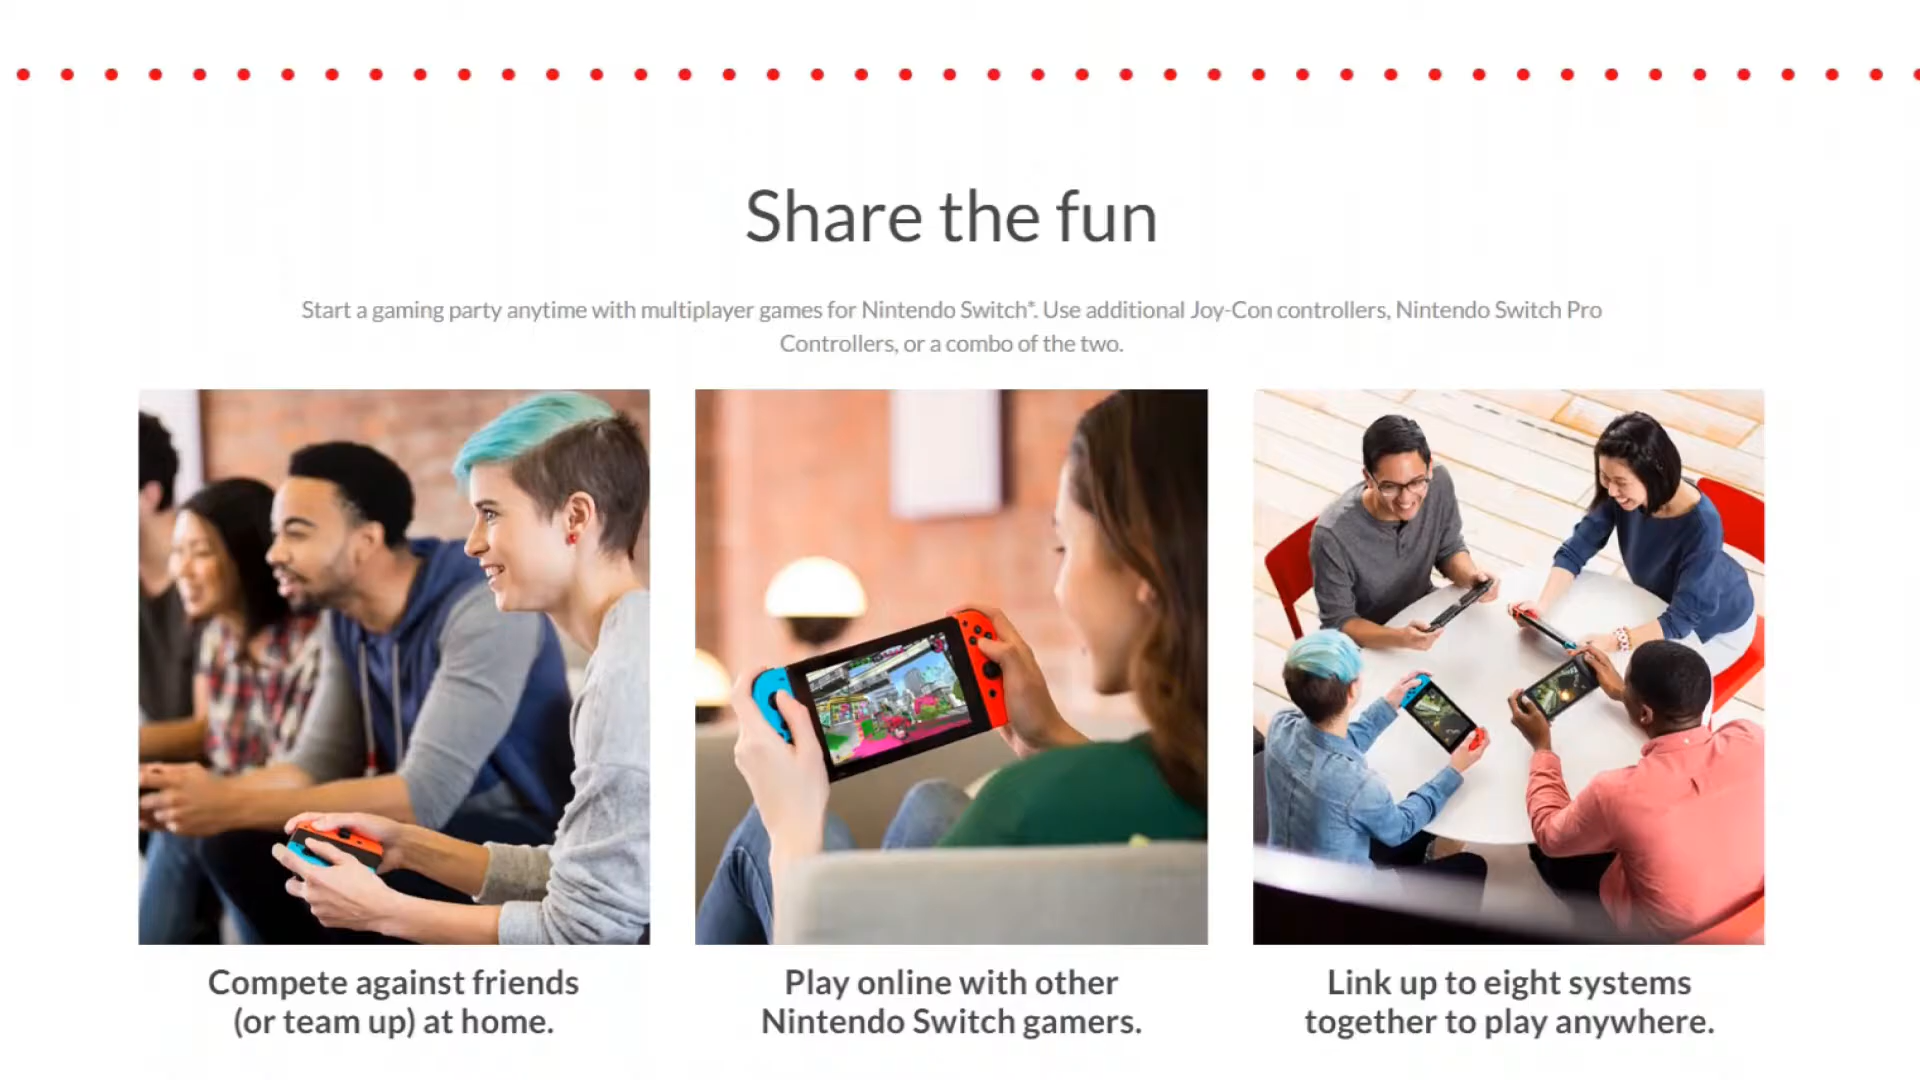 Share the fun
Start a gaming party anytime with multiplayer games for Nintendo Switch*. Use additional Joy-Con controllers, Nintendo Switch Pro
Controllers, or a combo of the two.
Compete against friends
(or team up) at home.
Play online with other
Nintendo Switch gamers.
Link up to eight systems
together to play anywhere.